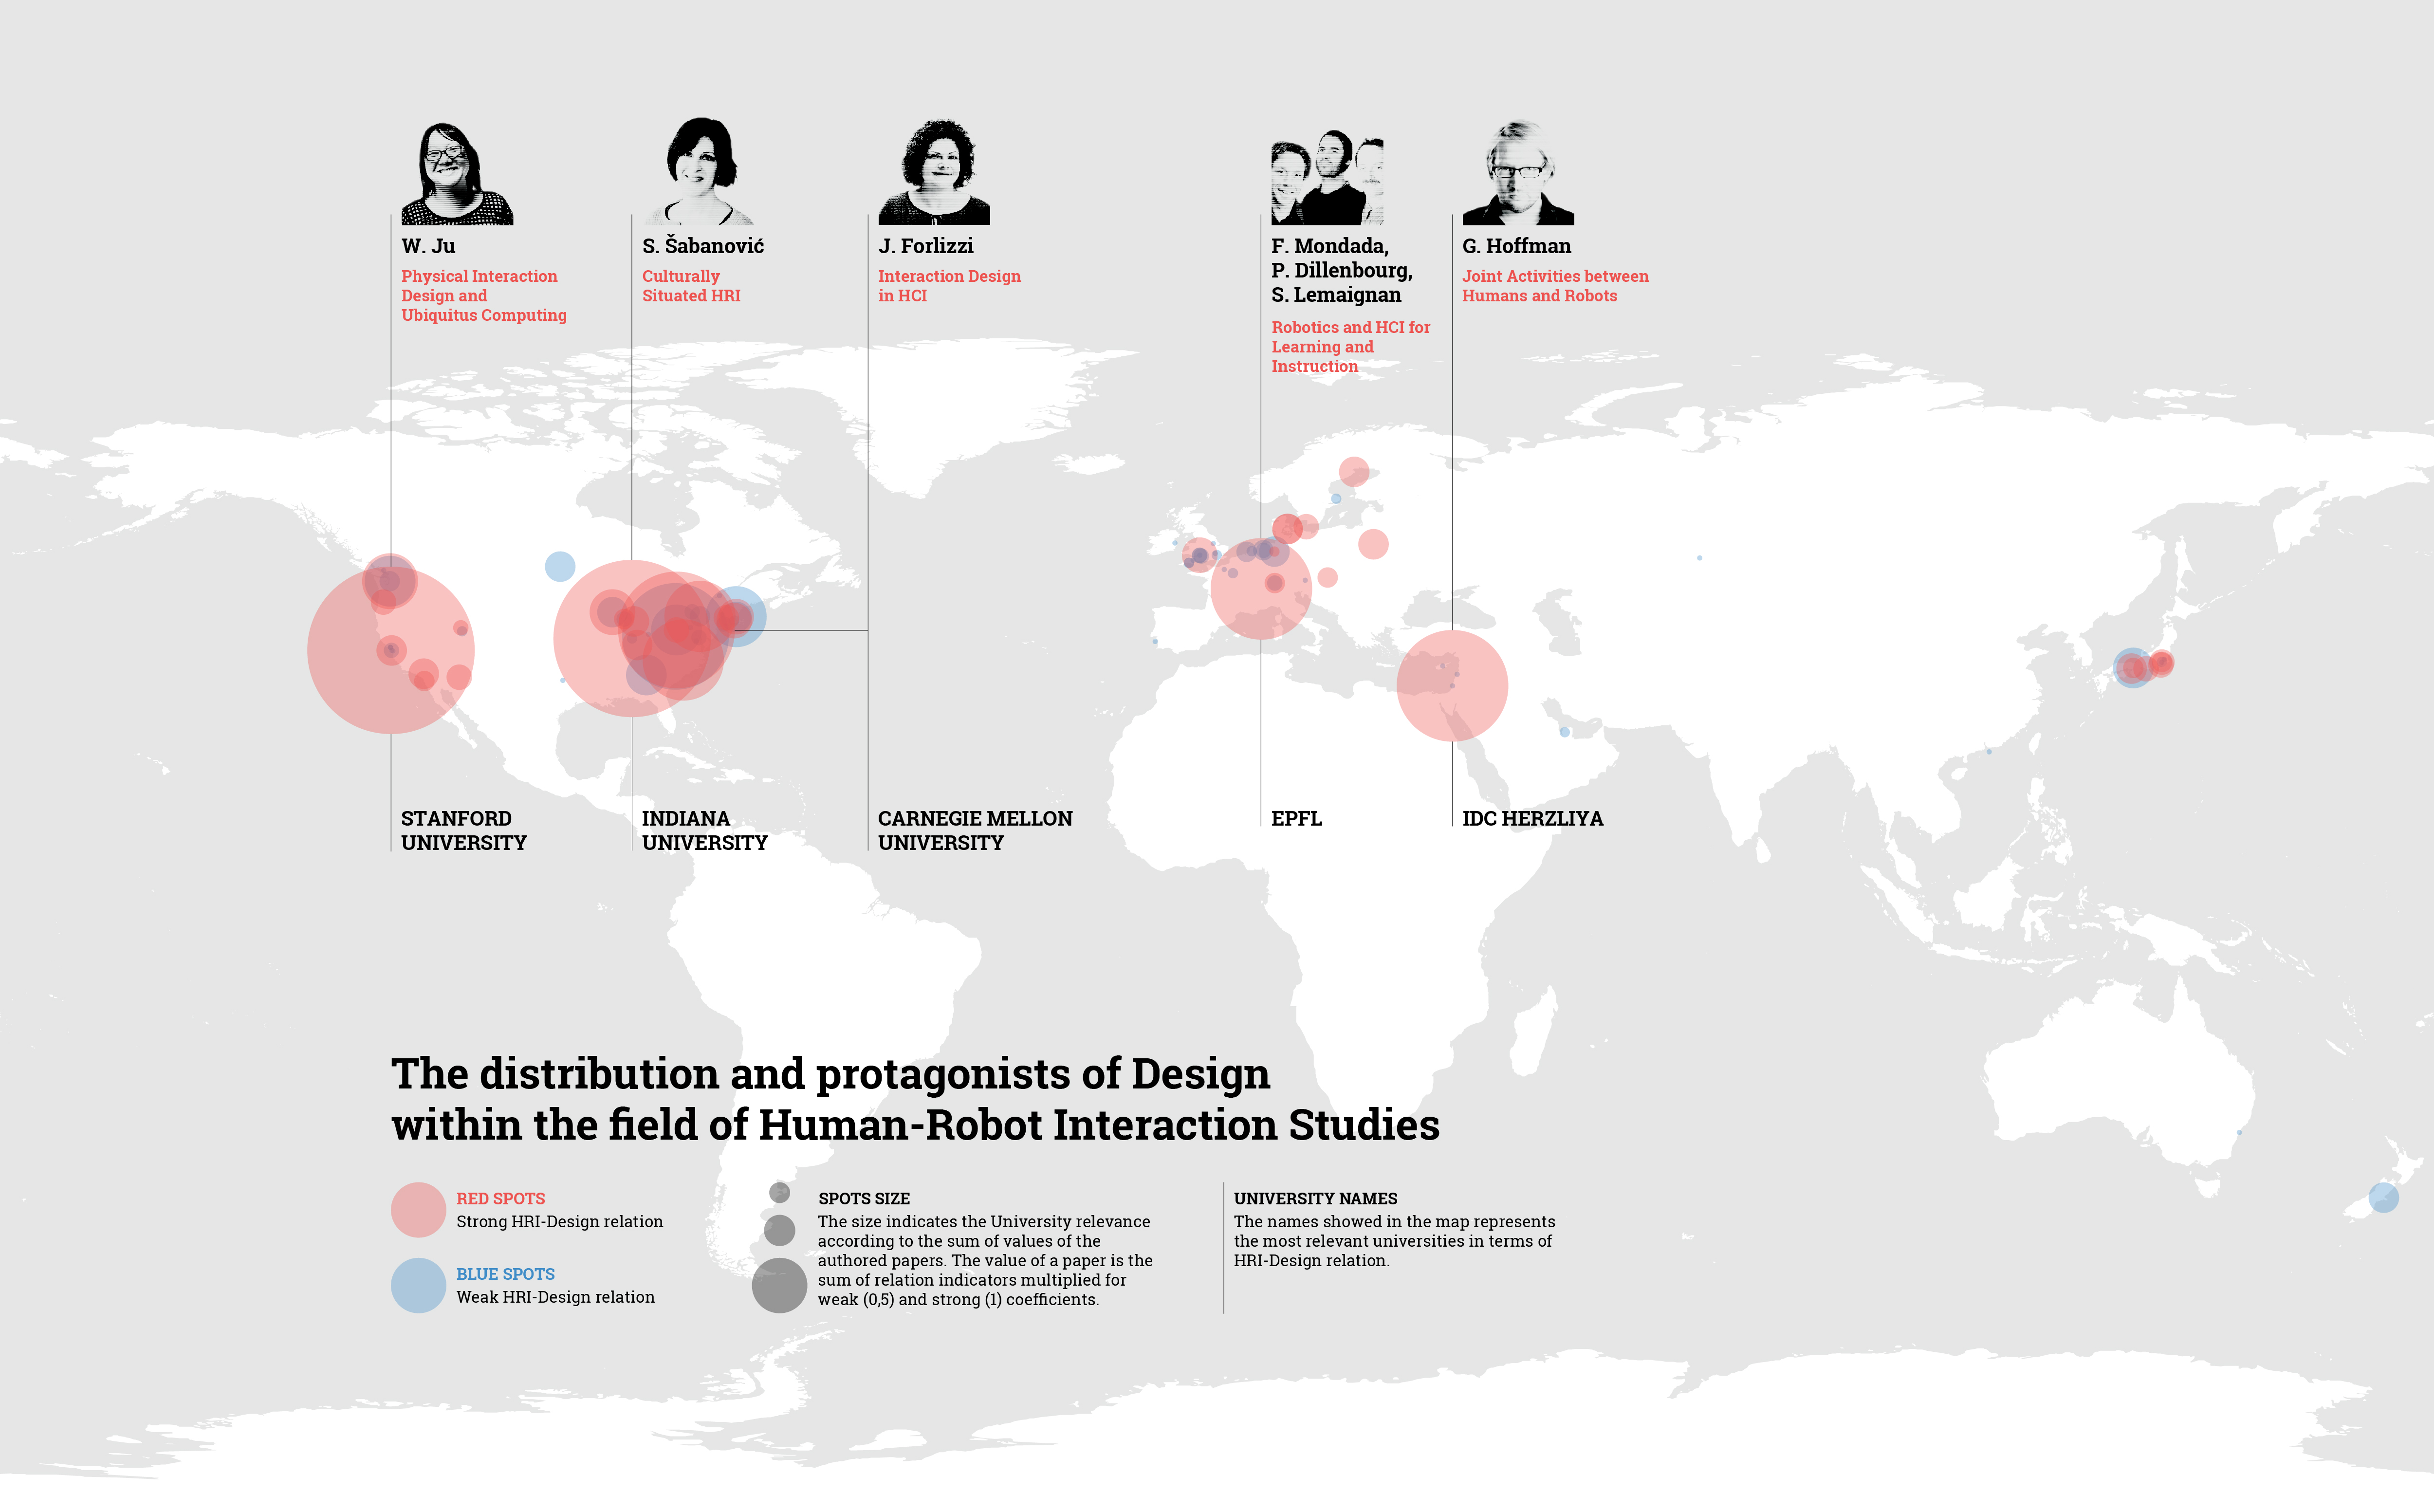 W. Ju
Physical Interaction
Design and
Ubiquitus Computing
S. Šabanović
Culturally
Situated HRI
J. Forlizzi
Interaction Design
in HCI
F. Mondada,
P. Dillenbourg,
S. Lemaignan
Robotics and HCI for
Learning and
Instruction
G. Hoffman
Joint Activities between
Humans and Robots
STANFORD
UNIVERSITY
INDIANA
UNIVERSITY
CARNEGIE MELLON
UNIVERSITY
EPFL
IDC HERZLIYA
The distribution and protagonists of Design
within the field of Human-Robot Interaction Studies
RED SPOTS
Strong HRI-Design relation
BLUE SPOTS
Weak HRI-Design relation
SPOTS SIZE
The size indicates the University relevance
according to the sum of values of the
authored papers. The value of a paper is the
sum of relation indicators multiplied for
weak (0,5) and strong (1) coefficients.
UNIVERSITY NAMES
The names showed in the map represents
the most relevant universities in terms of
HRI-Design relation.